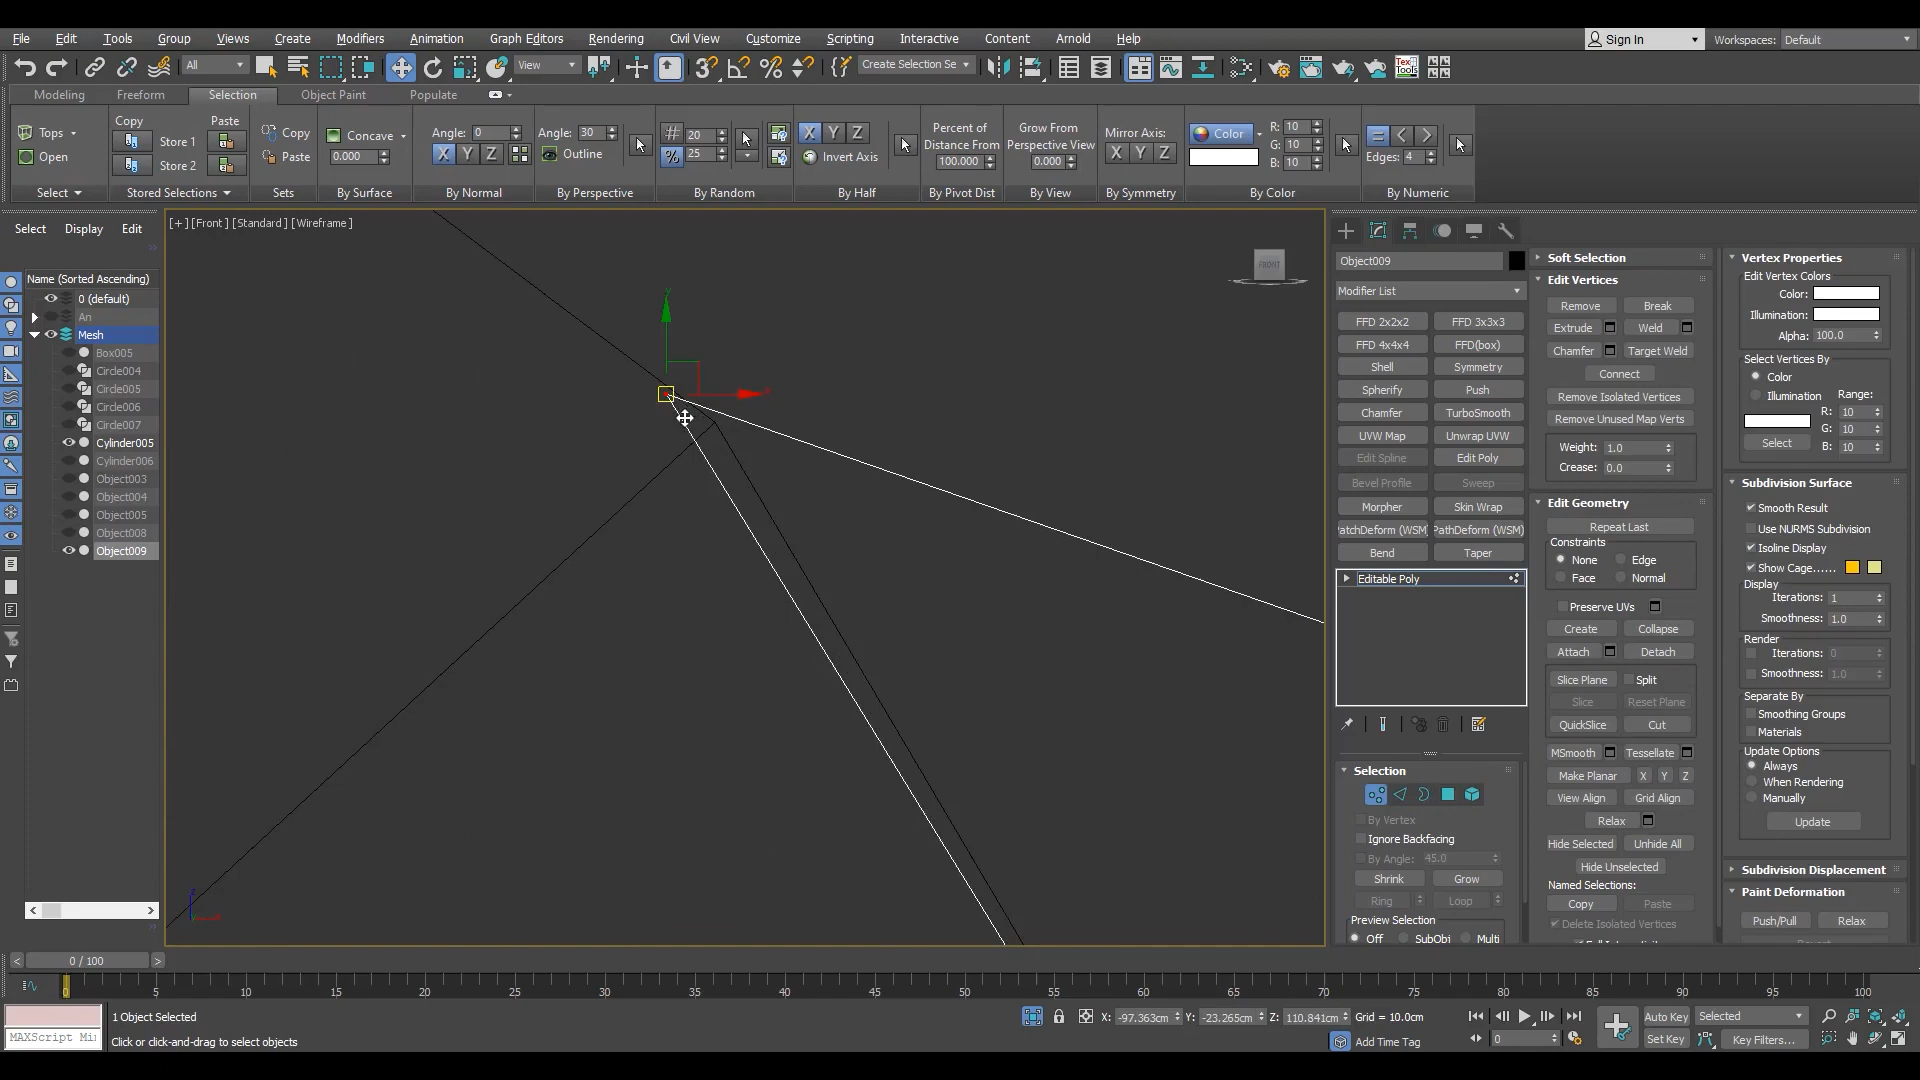 File Edit Tools Group Views Create Modifiers Animation Graph Editors Rendering Civil View Customize Scripting Interactive Content Arnold Help Sign In Workspaces: Default
All View Create Selection Se Tex Tools
Modeling Freeform Selection Object Paint Populate
Tops Copy Paste Store 1 Copy Concave Angle: 0 Angle: 30 20 X Y Z Percent of Distance From Grow From Perspective View Mirror Axis: Color R: 10
Open Store 2 Paste 0.000 X Y Z Outline 25 Invert Axis 100.000 0.000 X Y Z G: 10 B: 10 Edges: 4
Select Stored Selections Sets By Surface By Normal By Perspective By Random By Half By Pivot Dist By View By Symmetry By Color By Numeric
Select Display Edit
Name (Sorted Ascending)
0 (default)
An
Mesh
Box005
Circle004
Circle005
Circle006
Circle007
Cylinder005
Cylinder006
Object003
Object004
Object005
Object008
Object009
[+] [Front] [Standard] [Wireframe]
FRONT
y
x
z
Object009
Modifier List
FFD 2x2x2 FFD 3x3x3
FFD 4x4x4 FFD(box)
Shell Symmetry
Spherify Push
Chamfer TurboSmooth
UVW Map Unwrap UVW
Edit Spline Edit Poly
Bevel Profile Sweep
Morpher Skin Wrap
PatchDeform (WSM) PathDeform (WSM)
Bend Taper
Editable Poly
Selection
By Vertex
Ignore Backfacing
By Angle: 45.0
Shrink Grow
Ring Loop
Preview Selection
Off SubObj Multi
Soft Selection
Edit Vertices
Remove Break
Extrude Weld
Chamfer Target Weld
Connect
Remove Isolated Vertices
Remove Unused Map Verts
Weight: 1.0
Crease: 0.0
Edit Geometry
Repeat Last
Constraints
None Edge
Face Normal
Preserve UVs
Create Collapse
Attach Detach
Slice Plane Split
Slice Reset Plane
QuickSlice Cut
MSmooth Tessellate
Make Planar X Y Z
View Align Grid Align
Relax
Hide Selected Unhide All
Hide Unselected
Named Selections:
Copy Paste
Delete Isolated Vertices
Vertex Properties
Edit Vertex Colors
Color:
Illumination:
Alpha: 100.0
Select Vertices By
Color
Illumination Range:
R: 10
G: 10
Select B: 10
Subdivision Surface
Smooth Result
Use NURMS Subdivision
Isoline Display
Show Cage......
Display
Iterations: 1
Smoothness: 1.0
Render
Iterations: 0
Smoothness: 1.0
Separate By
Smoothing Groups
Materials
Update Options
Always
When Rendering
Manually
Update
Subdivision Displacement
Paint Deformation
Push/Pull Relax
< 0 / 100 >
0 5 10 15 20 25 30 35 40 45 50 55 60 65 70 75 80 85 90 95 100
1 Object Selected X: -97.363cm Y: -23.265cm Z: 110.841cm Grid = 10.0cm Auto Key Selected
MAXScript Mi Click or click-and-drag to select objects Add Time Tag 0 Set Key Key Filters...